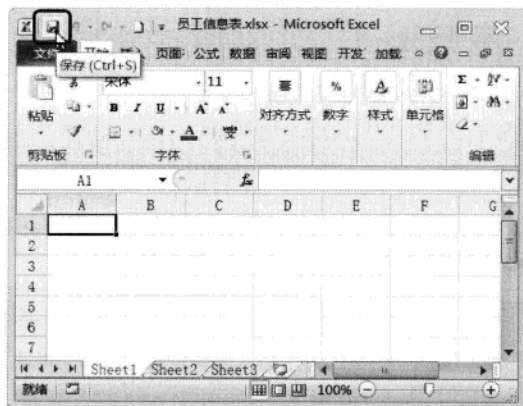 员工信息表.xlsx - Microsoft Excel
文件 开始 插入 页面 公式 数据 审阅 视图 开发 加载
保存 (Ctrl+S)
宋体 11
B I U A A
粘贴 A 对齐方式 数字 样式 单元格
剪贴板 字体 编辑
A1 fx
A B C D E F G
1
2
3
4
5
6
7
Sheet1 Sheet2 Sheet3
就绪 100%